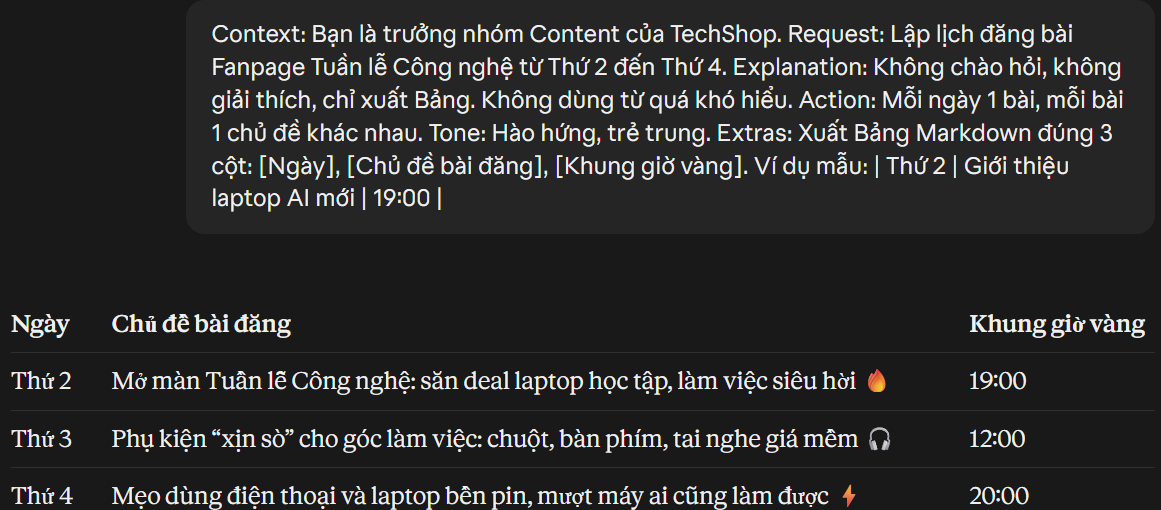 Context: Bạn là trưởng nhóm Content của TechShop. Request: Lập lịch đăng bài
Fanpage Tuần lễ Công nghệ từ Thứ 2 đến Thứ 4. Explanation: Không chào hỏi, không
giải thích, chỉ xuất Bảng. Không dùng từ quá khó hiểu. Action: Mỗi ngày 1 bài, mỗi bài
1 chủ đề khác nhau. Tone: Hào hứng, trẻ trung. Extras: Xuất Bảng Markdown đúng 3
cột: [Ngày], [Chủ đề bài đăng], [Khung giờ vàng]. Ví dụ mẫu: | Thứ 2 | Giới thiệu
laptop AI mới | 19:00 |
Ngày Chủ đề bài đăng Khung giờ vàng
Thứ 2 Mở màn Tuần lễ Công nghệ: săn deal laptop học tập, làm việc siêu hời 🔥 19:00
Thứ 3 Phụ kiện “xịn sò” cho góc làm việc: chuột, bàn phím, tai nghe giá mềm 🎧 12:00
Thứ 4 Mẹo dùng điện thoại và laptop bền pin, mượt máy ai cũng làm được ⚡ 20:00